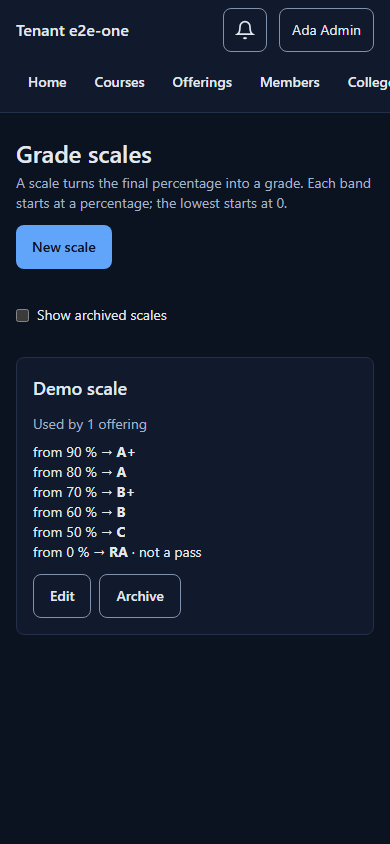 Tenant e2e-one
Ada Admin
Home Courses Offerings Members Colleg
Grade scales
A scale turns the final percentage into a grade. Each band
starts at a percentage; the lowest starts at 0.
New scale
Show archived scales
Demo scale
Used by 1 offering
from 90 % → A+
from 80 % → A
from 70 % → B+
from 60 % → B
from 50 % → C
from 0 % → RA · not a pass
Edit
Archive